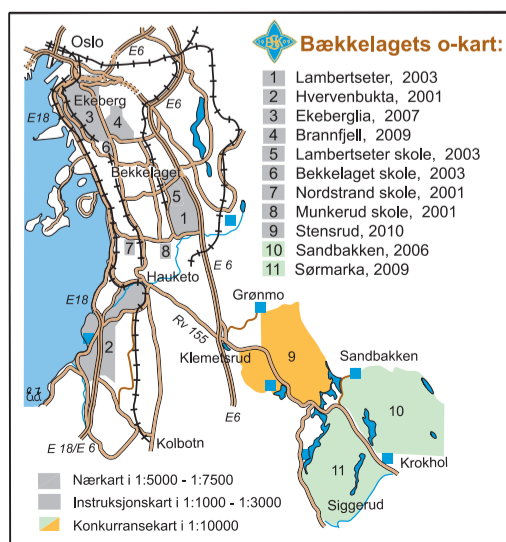 BSK
Bækkelagets o-kart:
1 Lambertseter, 2003
2 Hvervenbukta, 2001
3 Ekeberglia, 2007
4 Brannfjell, 2009
5 Lambertseter skole, 2003
6 Bekkelaget skole, 2003
7 Nordstrand skole, 2001
8 Munkerud skole, 2001
9 Stensrud, 2010
10 Sandbakken, 2006
11 Sørmarka, 2009
Oslo
E6
E6
E18
Ekeberg
3
4
6
Bekkelaget
5
1
7
8
Hauketo
E 6
E18
Grønmo
Rv 155
2
Klemetsrud
9
Sandbakken
E6
10
E 18/E 6
Kolbotn
11
Krokhol
Siggerud
Nærkart i 1:5000 - 1:7500
Instruksjonskart i 1:1000 - 1:3000
Konkurransekart i 1:10000